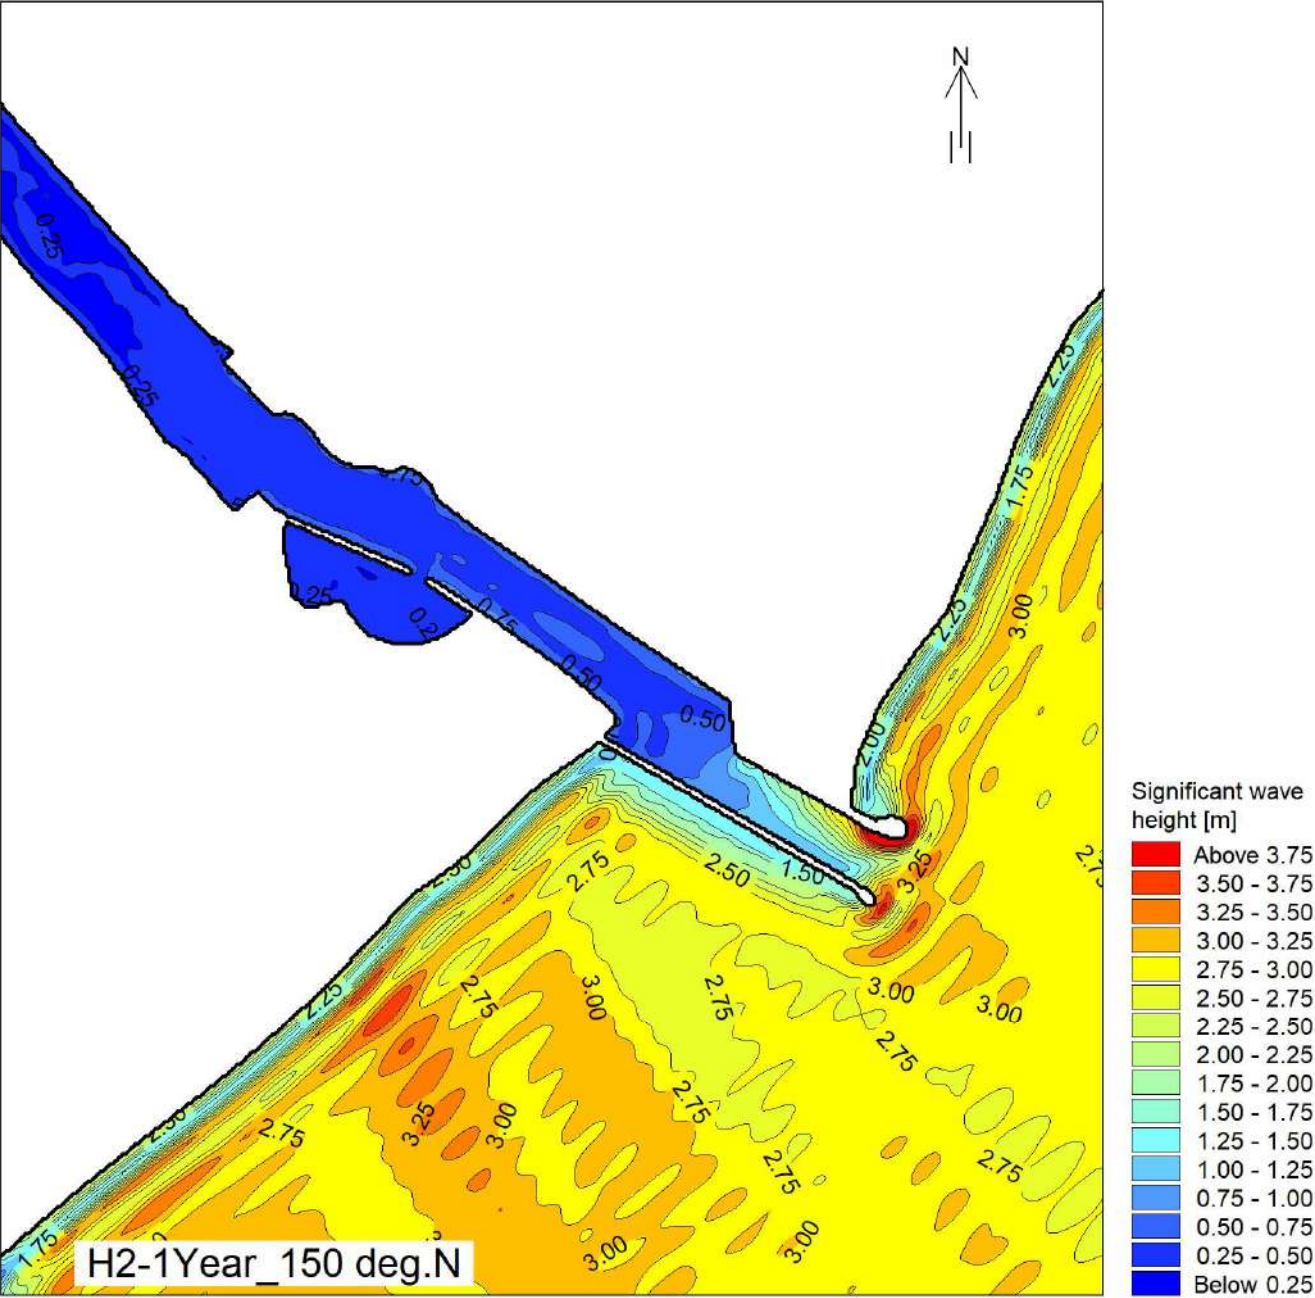 N
0.25
0.25
0.50
0.75
0.50
0.25
2.25
1.75
3.00
2.25
2.00
3.25
1.50
2.50
2.75
3.00
3.00
2.75
2.75
3.00
2.75
2.75
2.25
3.25
3.00
2.75
2.75
2.75
3.00
3.00
1.75
H2-1Year_150 deg.N
Significant wave
height [m]
Above 3.75
3.50 - 3.75
3.25 - 3.50
3.00 - 3.25
2.75 - 3.00
2.50 - 2.75
2.25 - 2.50
2.00 - 2.25
1.75 - 2.00
1.50 - 1.75
1.25 - 1.50
1.00 - 1.25
0.75 - 1.00
0.50 - 0.75
0.25 - 0.50
Below 0.25